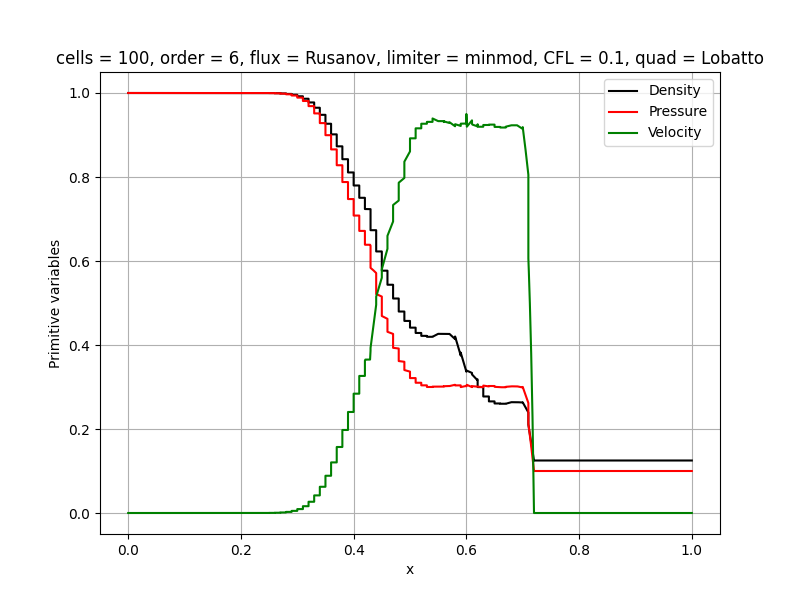 cells = 100, order = 6, flux = Rusanov, limiter = minmod, CFL = 0.1, quad = Lobatto
Density
Pressure
Velocity
Primitive variables
1.0
0.8
0.6
0.4
0.2
0.0
0.0 0.2 0.4 0.6 0.8 1.0
x